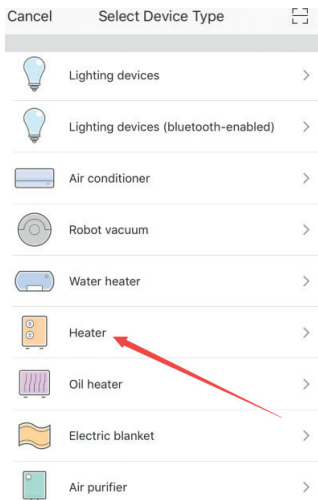 Cancel Select Device Type
Lighting devices
Lighting devices (bluetooth-enabled)
Air conditioner
Robot vacuum
Water heater
Heater
Oil heater
Electric blanket
Air purifier